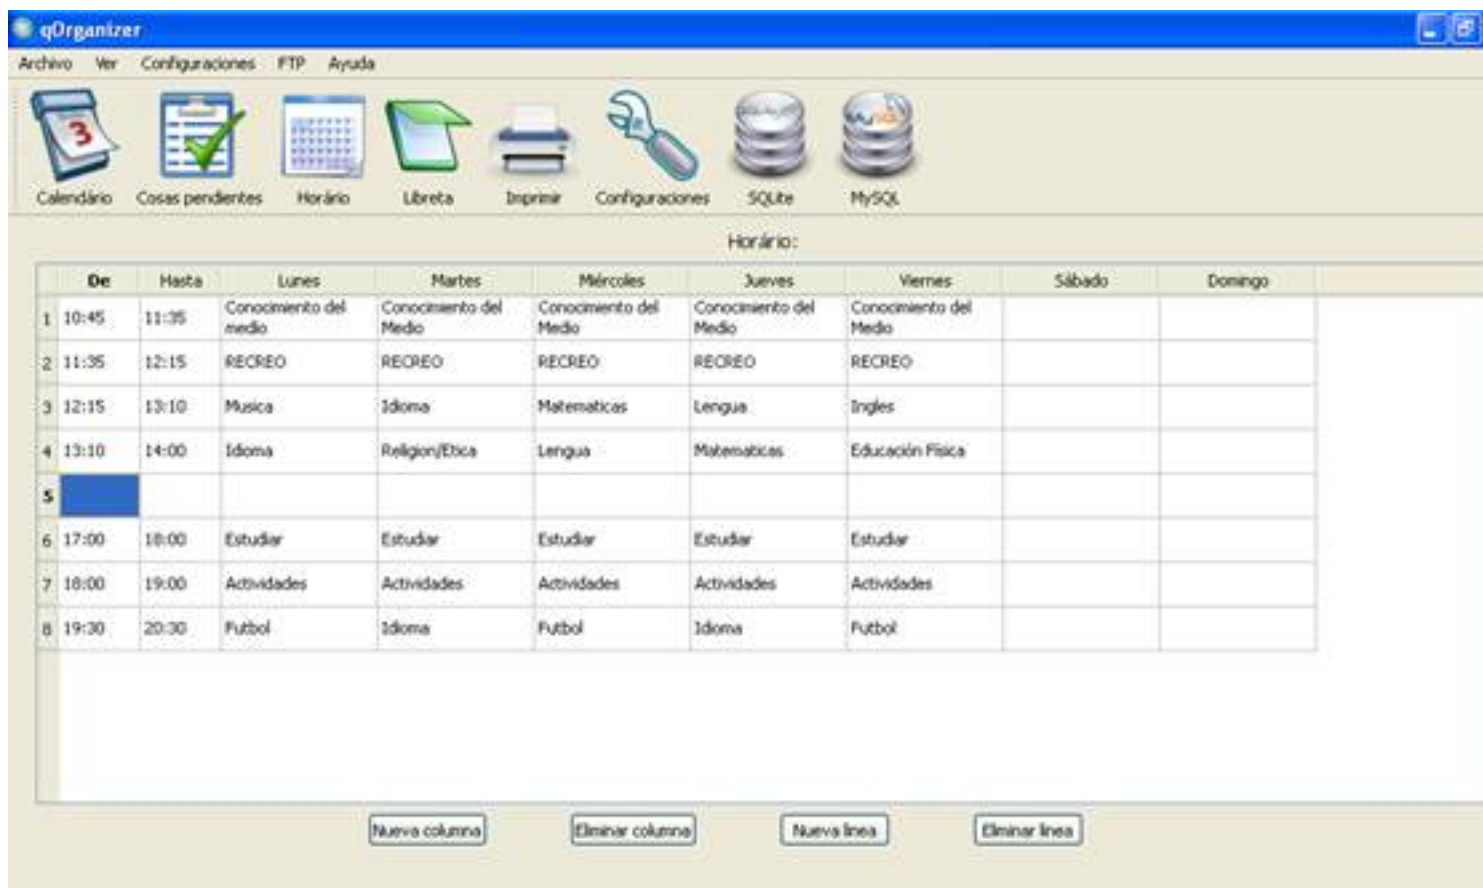 qOrganizer
Archivo Ver Configuraciones FTP Ayuda
3
Calendário Cosas pendientes Horário Libreta Imprimir Configuraciones SQLite MySQL
Horário:
De Hasta Lunes Martes Miércoles Jueves Viernes Sábado Domingo
1 10:45 11:35 Conocimiento del medio Conocimiento del Medio Conocimiento del Medio Conocimiento del Medio Conocimiento del Medio
2 11:35 12:15 RECREO RECREO RECREO RECREO RECREO
3 12:15 13:10 Musica Idioma Matematicas Lengua Ingles
4 13:10 14:00 Idioma Religion/Etica Lengua Matematicas Educación Física
5
6 17:00 18:00 Estudiar Estudiar Estudiar Estudiar Estudiar
7 18:00 19:00 Actividades Actividades Actividades Actividades Actividades
8 19:30 20:30 Futbol Idioma Futbol Idioma Futbol
Nueva columna Eliminar columna Nueva linea Eliminar linea